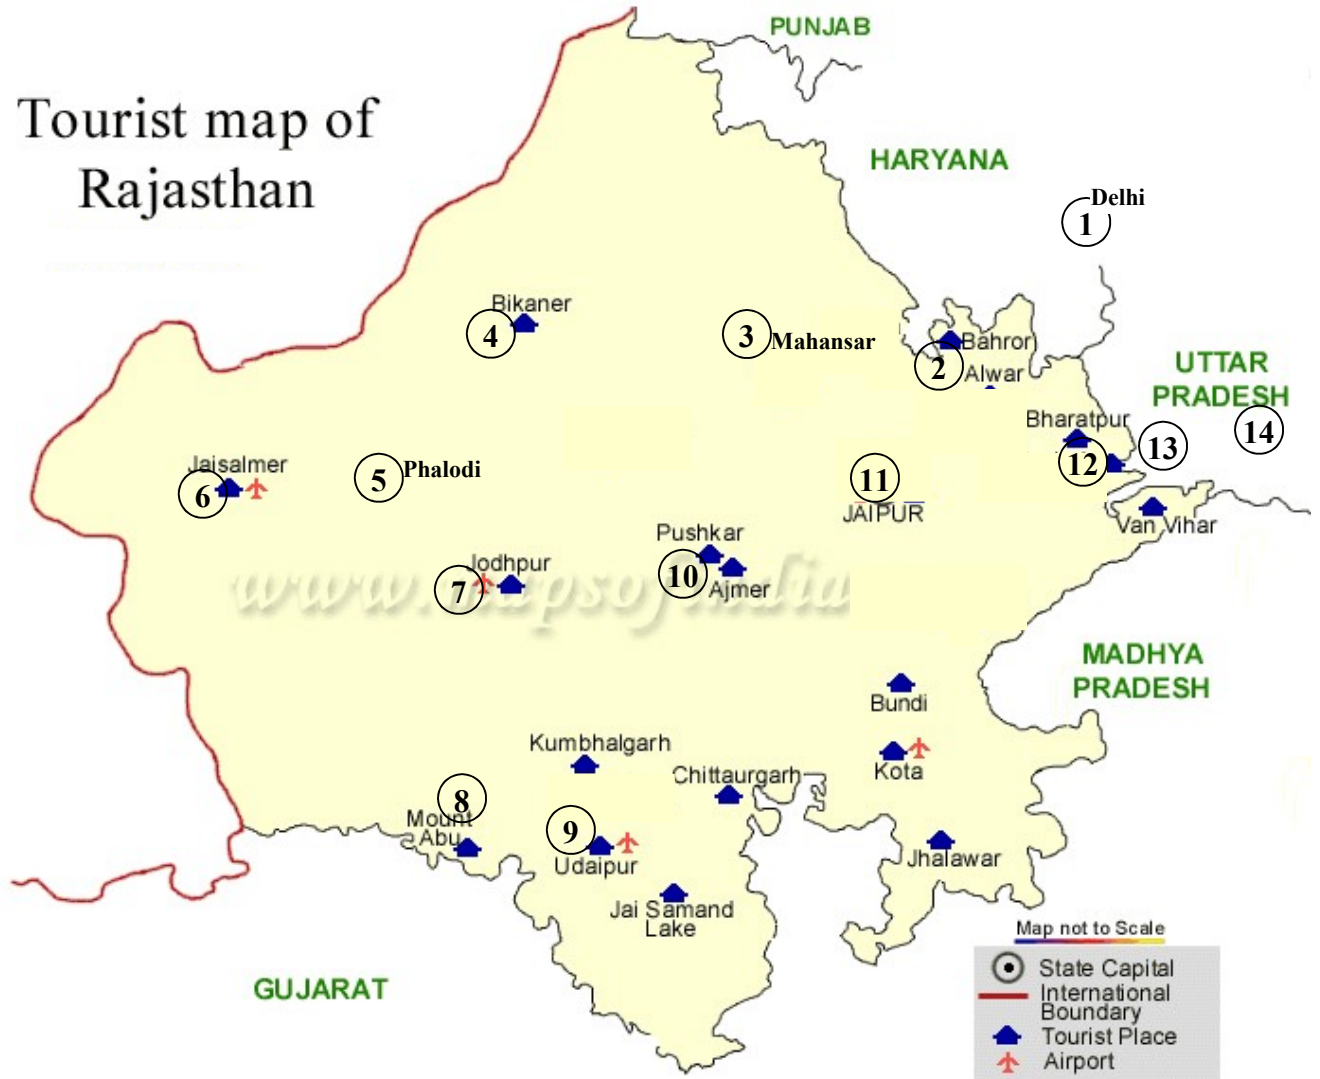 PUNJAB
Tourist map of
Rajasthan
HARYANA
Delhi
1
Bikaner
4
3
Mahansar
Bahror
2
Alwar
UTTAR
PRADESH
Bharatpur
14
13
12
Jaisalmer
6
5
Phalodi
11
JAIPUR
Van Vihar
Pushkar
10
Ajmer
Jodhpur
7
www.mapsofindia
MADHYA
PRADESH
Bundi
Kumbhalgarh
Kota
Chittaurgarh
8
Mount
Abu
9
Udaipur
Jhalawar
Jai Samand
Lake
GUJARAT
Map not to Scale
State Capital
International
Boundary
Tourist Place
Airport